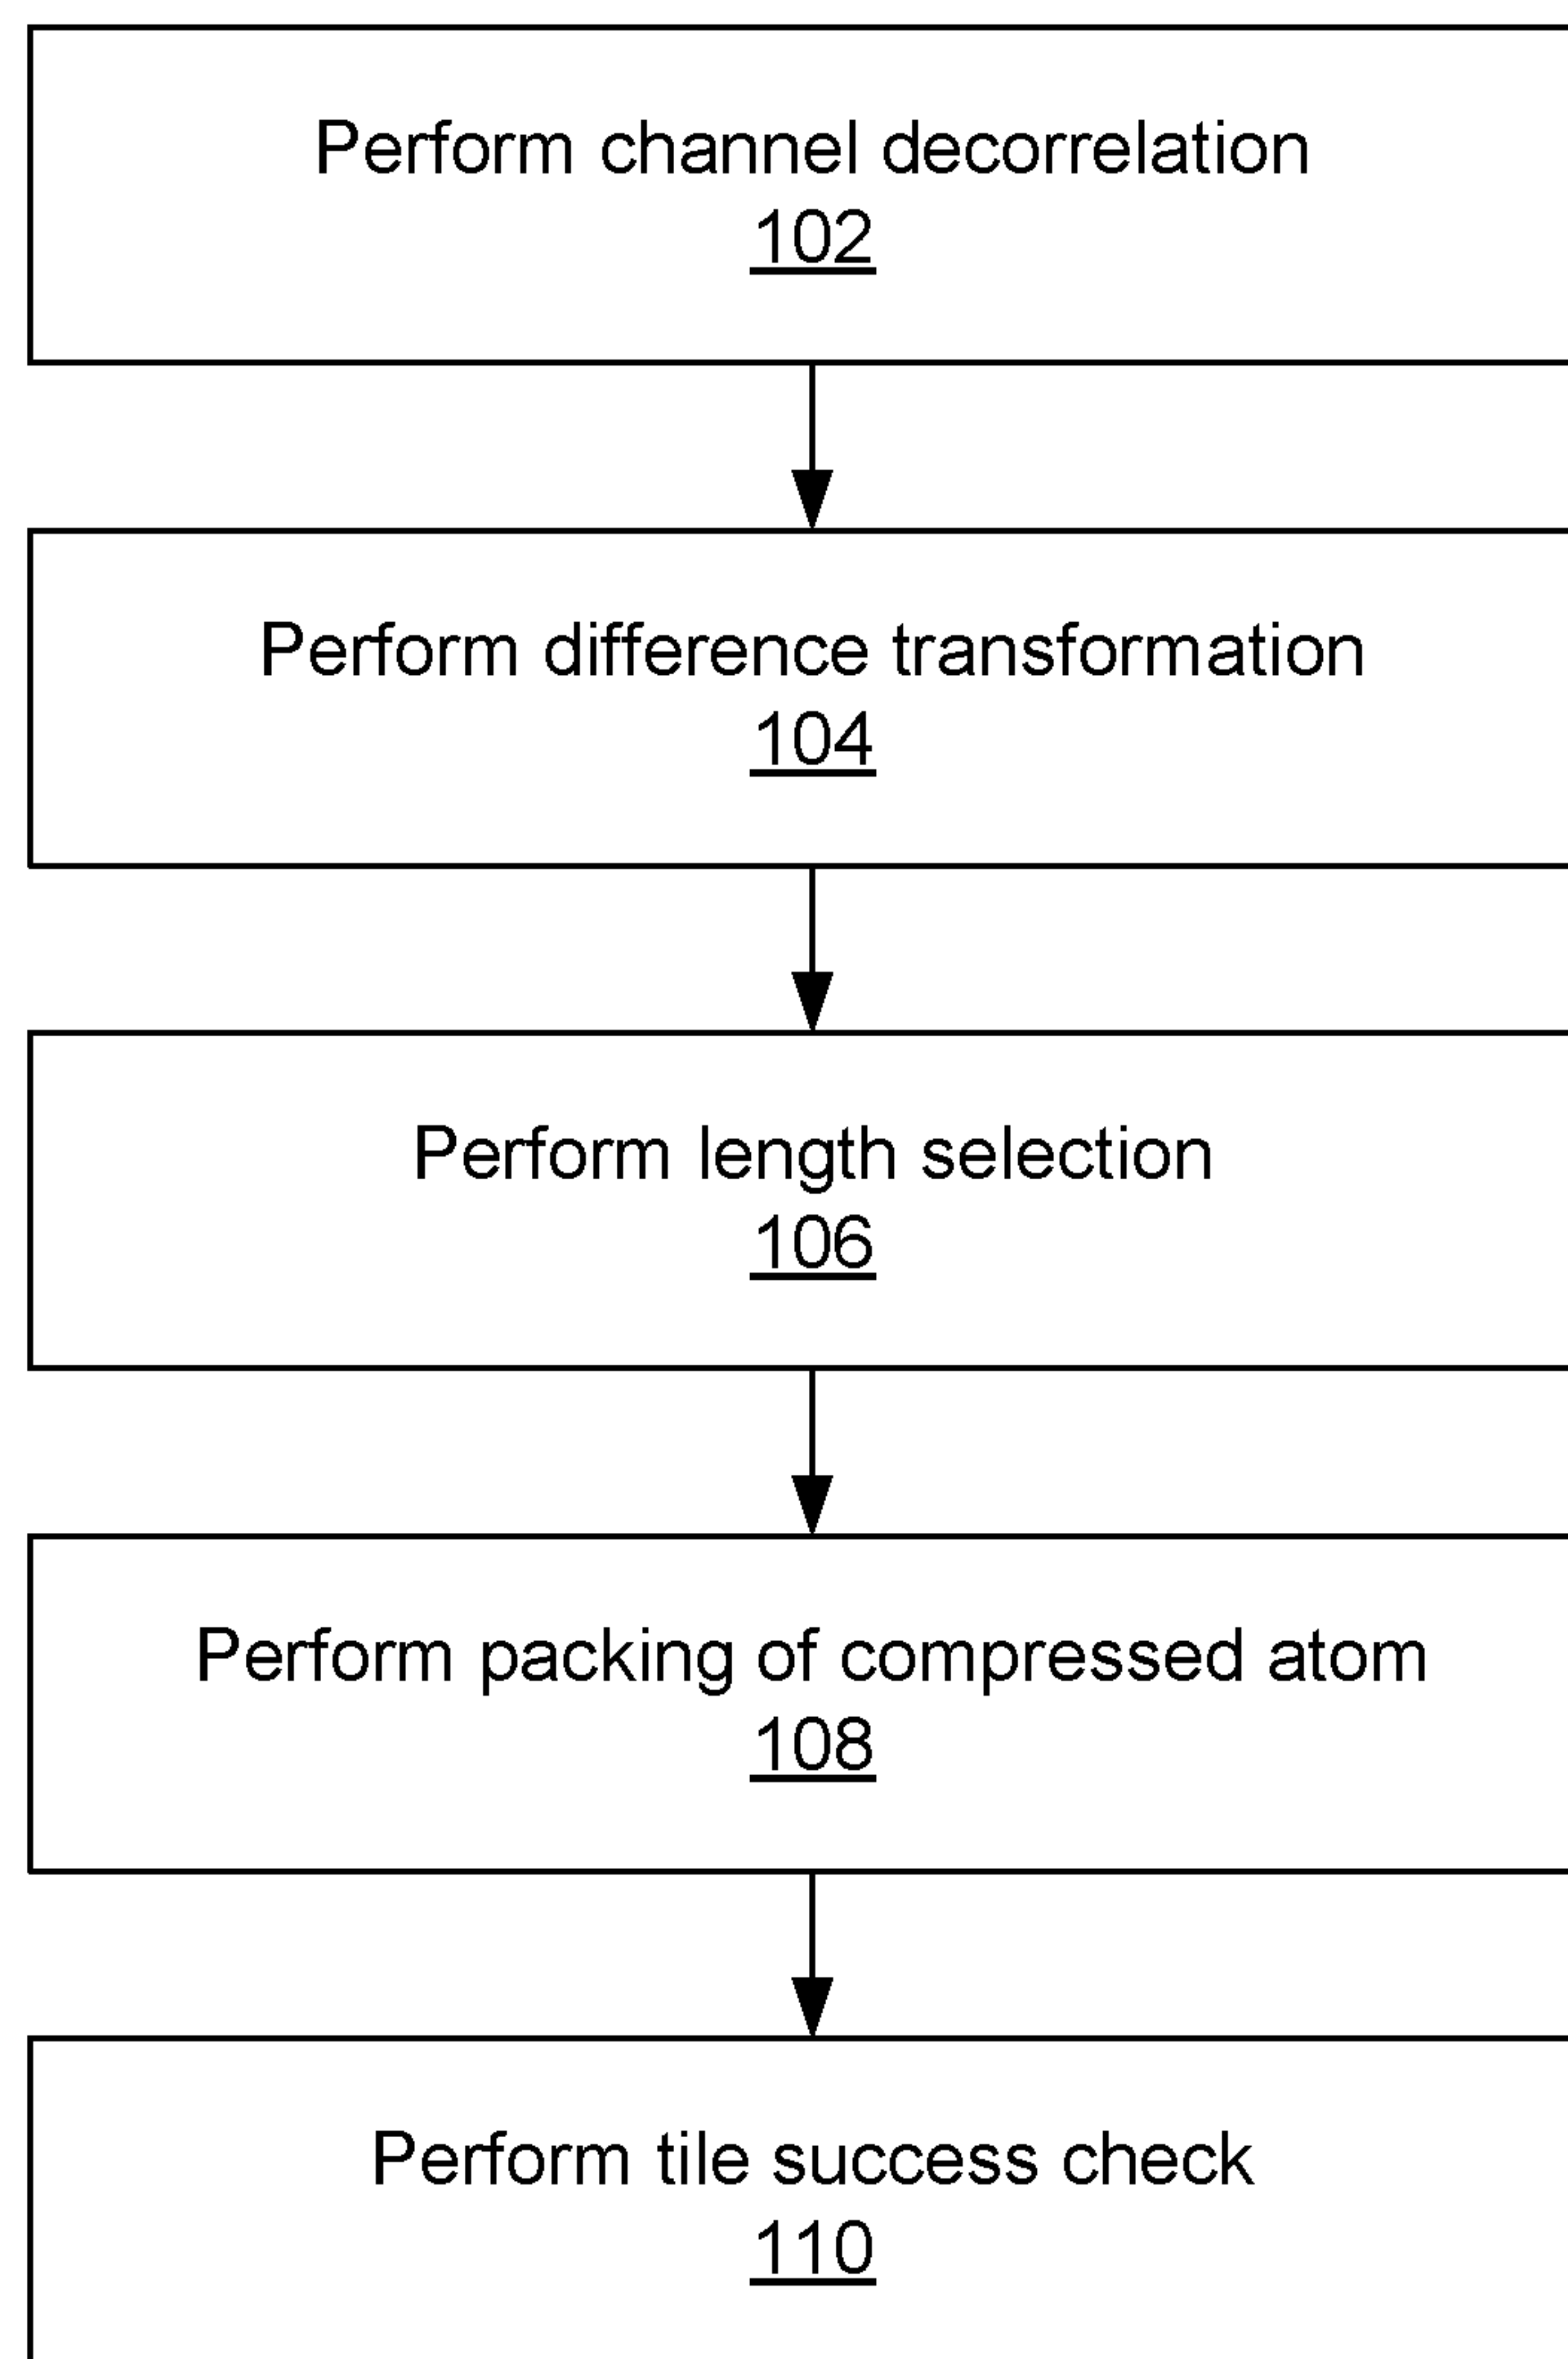 Perform channel decorrelation
102
Perform difference transformation
104
Perform length selection
106
Perform packing of compressed atom
108
Perform tile success check
110